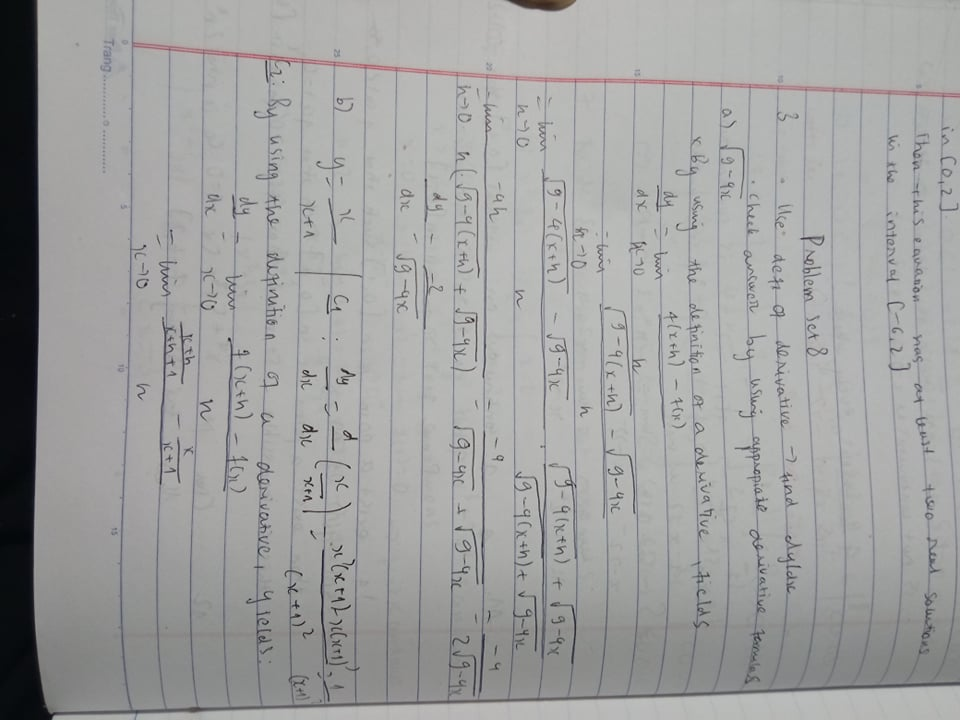 in [0,2].
Then this equation has at least two real solutions
in the interval [-6,2]
Problem set 8
3 . Use defn of derivative → find dy/dx
. check answer by using appropiate derivative formulas
a) √(9-4x)
* By using the definition of a derivative, yields
dy/dx = lim h→0 (f(x+h) - f(x))/h
= lim h→0 (√(9-4(x+h)) - √(9-4x))/h
= lim h→0 (√(9-4(x+h)) - √(9-4x))/h . (√(9-4(x+h)) + √(9-4x))/(√(9-4(x+h)) + √(9-4x))
= lim h→0 -4h/(h(√(9-4(x+h)) + √(9-4x))) = -4/(√(9-4x) + √(9-4x)) = -4/(2√(9-4x))
dy/dx = -2/√(9-4x)
b) y = x/(x+1) | C1: dy/dx = d/dx (x/(x+1)) = (x'(x+1) - x(x+1)')/(x+1)² = 1/(x+1)²
C2: By using the definition of a derivative, yields:
dy/dx = lim x→0 (f(x+h) - f(x))/h
= lim x→0 ((x+h)/(x+h+1) - x/(x+1))/h
Trang